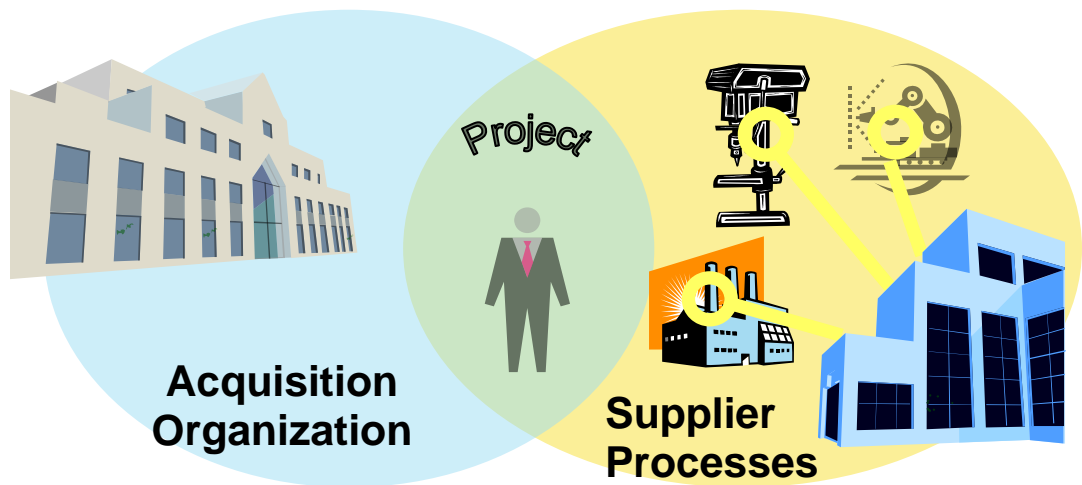 Project
Acquisition
Organization
Supplier
Processes